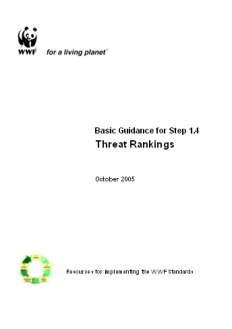 WWF
for a living planet®
Basic Guidance for Step 1.4
Threat Rankings
October 2005
Resources for Implementing the WWF Standards